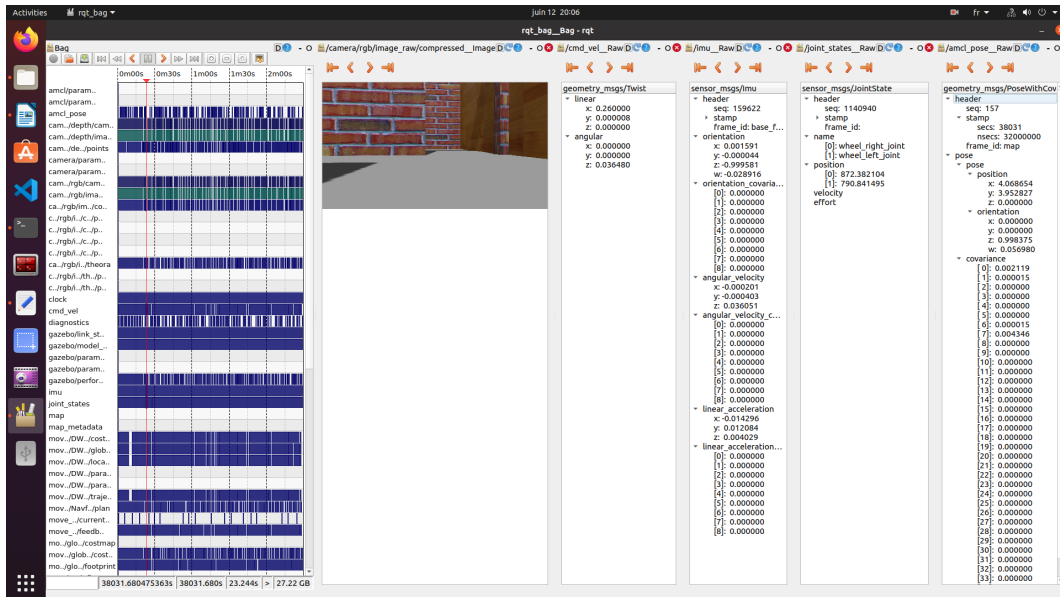 Activities
rqt_bag
juin 12 20:06
fr
rqt_bag__Bag - rqt
Bag
D
- O
0m00s
0m30s
1m00s
1m30s
2m00s
amcl/param..
amcl/param..
amcl_pose
cam../depth/cam..
cam../depth/ima..
cam../de../points
camera/param..
cam../rgb/cam..
cam../rgb/ima..
ca../rgb/im../co..
c../rgb/i../c../p..
c../rgb/i../c../p..
c../rgb/i../c../p..
c../rgb/i../c../p..
ca../rgb/i../theora
c../rgb/i../th../p..
c../rgb/i../th../p..
clock
cmd_vel
diagnostics
gazebo/link_st..
gazebo/model_..
gazebo/param..
gazebo/param..
gazebo/perfor..
imu
joint_states
map
map_metadata
mov../DW../cost..
mov../DW../glob..
mov../DW../loca..
mov../DW../para..
mov../DW../para..
mov../DW../traje..
mov../Navf../plan
move_../current..
move_../feedb..
mo../glo../costmap
mov../glob../cost..
mo../glo../footprint
38031.680475363s
38031.680s
23.244s
>
27.22 GB
/camera/rgb/image_raw/compressed__Image
D
- O
/cmd_vel__Raw
D
- O
geometry_msgs/Twist
linear
x: 0.260000
y: 0.000008
z: 0.000000
angular
x: 0.000000
y: 0.000000
z: 0.036480
/imu__Raw
D
- O
sensor_msgs/Imu
header
seq: 159622
stamp
frame_id: base_f...
orientation
x: 0.001591
y: -0.000044
z: -0.999581
w: -0.028916
orientation_covaria...
[0]: 0.000000
[1]: 0.000000
[2]: 0.000000
[3]: 0.000000
[4]: 0.000000
[5]: 0.000000
[6]: 0.000000
[7]: 0.000000
[8]: 0.000000
angular_velocity
x: -0.000201
y: -0.000403
z: 0.036051
angular_velocity_c...
[0]: 0.000000
[1]: 0.000000
[2]: 0.000000
[3]: 0.000000
[4]: 0.000000
[5]: 0.000000
[6]: 0.000000
[7]: 0.000000
[8]: 0.000000
linear_acceleration
x: -0.014296
y: 0.012084
z: 0.004029
linear_acceleration...
[0]: 0.000000
[1]: 0.000000
[2]: 0.000000
[3]: 0.000000
[4]: 0.000000
[5]: 0.000000
[6]: 0.000000
[7]: 0.000000
[8]: 0.000000
/joint_states__Raw
D
- O
sensor_msgs/JointState
header
seq: 1140940
stamp
frame_id:
name
[0]: wheel_right_joint
[1]: wheel_left_joint
position
[0]: 872.382104
[1]: 790.841495
velocity
effort
/amcl_pose__Raw
D
- O
geometry_msgs/PoseWithCov
header
seq: 157
stamp
secs: 38031
nsecs: 32000000
frame_id: map
pose
pose
position
x: 4.068654
y: 3.952827
z: 0.000000
orientation
x: 0.000000
y: 0.000000
z: 0.998375
w: 0.056980
covariance
[ 0]: 0.002119
[ 1]: 0.000015
[ 2]: 0.000000
[ 3]: 0.000000
[ 4]: 0.000000
[ 5]: 0.000000
[ 6]: 0.000015
[ 7]: 0.004346
[ 8]: 0.000000
[ 9]: 0.000000
[10]: 0.000000
[11]: 0.000000
[12]: 0.000000
[13]: 0.000000
[14]: 0.000000
[15]: 0.000000
[16]: 0.000000
[17]: 0.000000
[18]: 0.000000
[19]: 0.000000
[20]: 0.000000
[21]: 0.000000
[22]: 0.000000
[23]: 0.000000
[24]: 0.000000
[25]: 0.000000
[26]: 0.000000
[27]: 0.000000
[28]: 0.000000
[29]: 0.000000
[30]: 0.000000
[31]: 0.000000
[32]: 0.000000
[33]: 0.000000